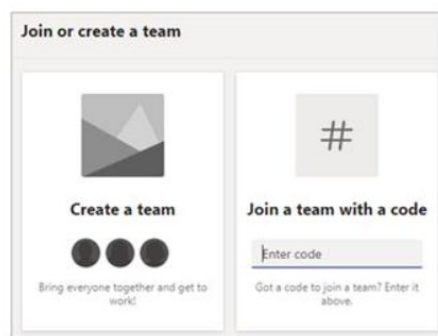 Join or create a team
#
Create a team
Bring everyone together and get to
work!
Join a team with a code
Enter code
Got a code to join a team? Enter it
above.